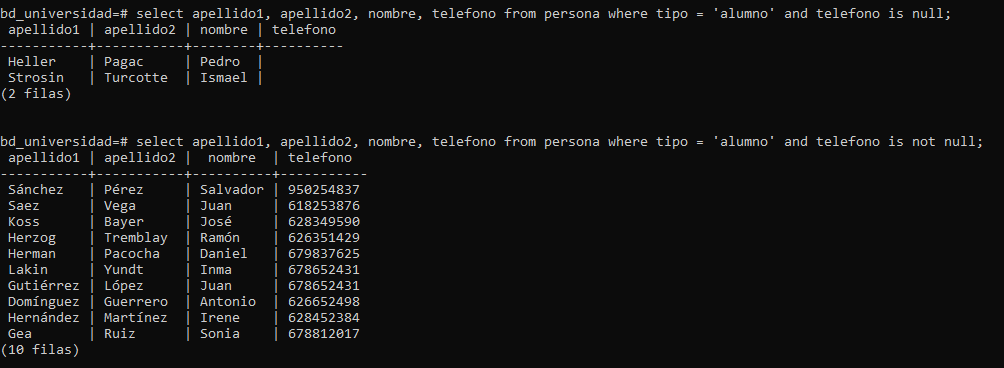 bd_universidad=# select apellido1, apellido2, nombre, telefono from persona where tipo = 'alumno' and telefono is null;
 apellido1 | apellido2 | nombre | telefono
-----------+-----------+--------+----------
 Heller    | Pagac     | Pedro  |
 Strosin   | Turcotte  | Ismael |
(2 filas)

bd_universidad=# select apellido1, apellido2, nombre, telefono from persona where tipo = 'alumno' and telefono is not null;
 apellido1 | apellido2 |  nombre  | telefono
-----------+-----------+----------+-----------
 Sánchez   | Pérez     | Salvador | 950254837
 Saez      | Vega      | Juan     | 618253876
 Koss      | Bayer     | José     | 628349590
 Herzog    | Tremblay  | Ramón    | 626351429
 Herman    | Pacocha   | Daniel   | 679837625
 Lakin     | Yundt     | Inma     | 678652431
 Gutiérrez | López     | Juan     | 678652431
 Domínguez | Guerrero  | Antonio  | 626652498
 Hernández | Martínez  | Irene    | 628452384
 Gea       | Ruiz      | Sonia    | 678812017
(10 filas)